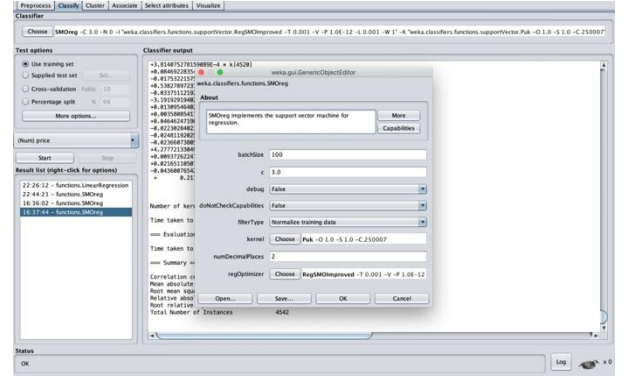 Preprocess Classify Cluster Associate Select attributes Visualize
Classifier
Choose SMOreg -C 3.0 -N 0 -I "weka.classifiers.functions.supportVector.RegSMOImproved -T 0.001 -V -P 1.0E-12 -L 0.001 -W 1" -K "weka.classifiers.functions.supportVector.Puk -O 1.0 -S 1.0 -C 250007"
Test options
Use training set
Supplied test set Set...
Cross-validation Folds 10
Percentage split % 66
More options...
(Num) price
Start Stop
Result list (right-click for options)
22:26:12 - functions.LinearRegression
22:44:21 - functions.SMOreg
16:36:02 - functions.SMOreg
16:37:44 - functions.SMOreg
Classifier output
Number of ker
Time taken to
=== Evaluation
Time taken to
=== Summary =
Correlation co
Mean absolute
Root mean squ
Relative abso
Root relative
Total Number of Instances 4542
weka.gui.GenericObjectEditor
weka.classifiers.functions.SMOreg
About
SMOreg implements the support vector machine for
regression.
More
Capabilities
batchSize 100
c 3.0
debug False
doNotCheckCapabilities False
filterType Normalize training data
kernel Choose Puk -O 1.0 -S 1.0 -C 250007
numDecimalPlaces 2
regOptimizer Choose RegSMOImproved -T 0.001 -V -P 1.0E-12
Open... Save... OK Cancel
Status
OK
Log x 0